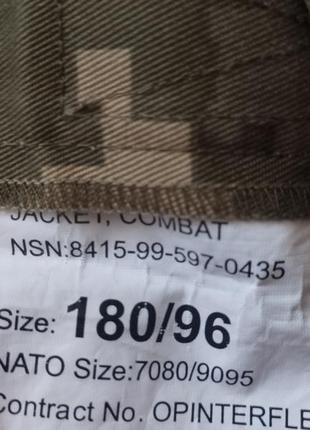 JACKET, COMBAT
NSN:8415-99-597-0435
Size: 180/96
NATO Size:7080/9095
Contract No. OPINTERFLE